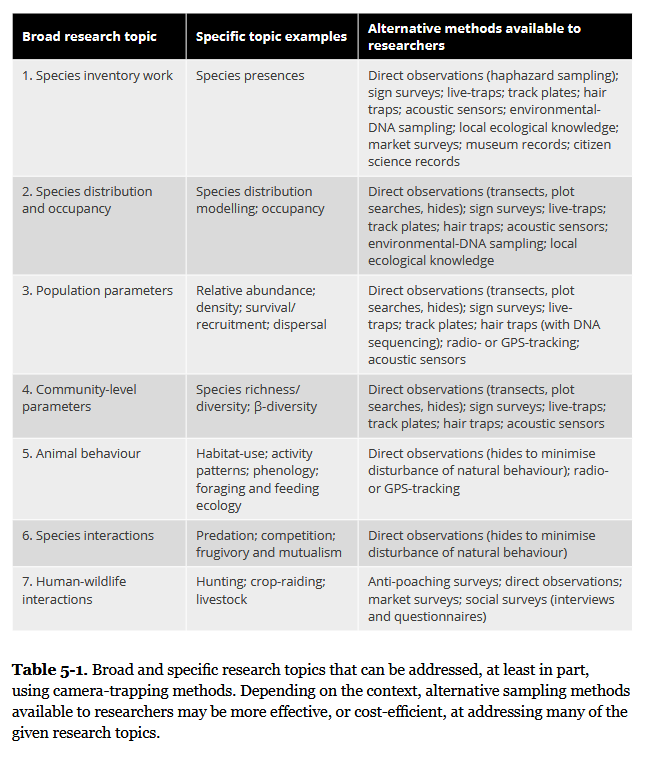 Broad research topic
Specific topic examples
Alternative methods available to
researchers
1. Species inventory work
Species presences
Direct observations (haphazard sampling);
sign surveys; live-traps; track plates; hair
traps; acoustic sensors; environmental-
DNA sampling; local ecological knowledge;
market surveys; museum records; citizen
science records
2. Species distribution
and occupancy
Species distribution
modelling; occupancy
Direct observations (transects, plot
searches, hides); sign surveys; live-traps;
track plates; hair traps; acoustic sensors;
environmental-DNA sampling; local
ecological knowledge
3. Population parameters
Relative abundance;
density; survival/
recruitment; dispersal
Direct observations (transects, plot
searches, hides); sign surveys; live-
traps; track plates; hair traps (with DNA
sequencing); radio- or GPS-tracking;
acoustic sensors
4. Community-level
parameters
Species richness/
diversity; β-diversity
Direct observations (transects, plot
searches, hides); sign surveys; live-traps;
track plates; hair traps; acoustic sensors
5. Animal behaviour
Habitat-use; activity
patterns; phenology;
foraging and feeding
ecology
Direct observations (hides to minimise
disturbance of natural behaviour); radio-
or GPS-tracking
6. Species interactions
Predation; competition;
frugivory and mutualism
Direct observations (hides to minimise
disturbance of natural behaviour)
7. Human-wildlife
interactions
Hunting; crop-raiding;
livestock
Anti-poaching surveys; direct observations;
market surveys; social surveys (interviews
and questionnaires)
Table 5-1. Broad and specific research topics that can be addressed, at least in part,
using camera-trapping methods. Depending on the context, alternative sampling methods
available to researchers may be more effective, or cost-efficient, at addressing many of the
given research topics.